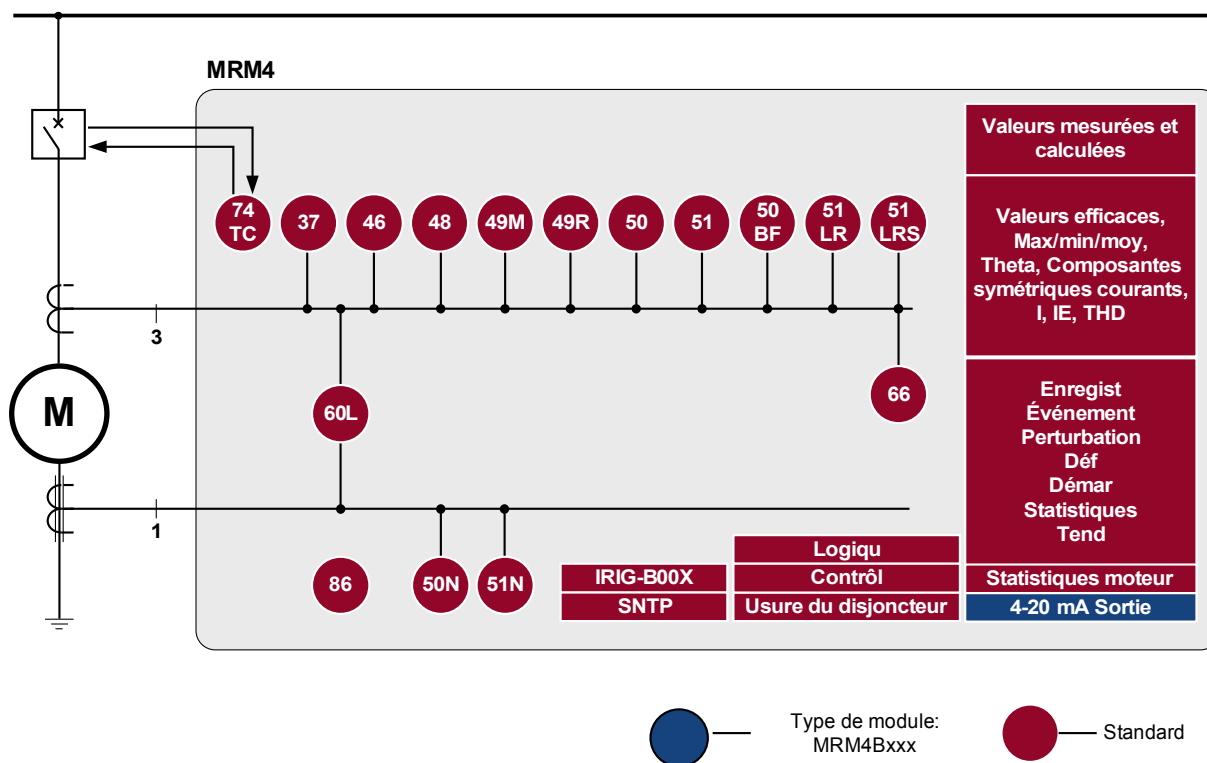 MRM4
74
TC
37
46
48
49M
49R
50
51
50
BF
51
LR
51
LRS
3
60L
66
M
1
86
50N
51N
Valeurs mesurées et
calculées
Valeurs efficaces,
Max/min/moy,
Theta, Composantes
symétriques courants,
I, IE, THD
Enregist
Événement
Perturbation
Déf
Démar
Statistiques
Tend
Logiqu
IRIG-B00X
Contrôl
Statistiques moteur
SNTP
Usure du disjoncteur
4-20 mA Sortie
Type de module:
MRM4Bxxx
Standard